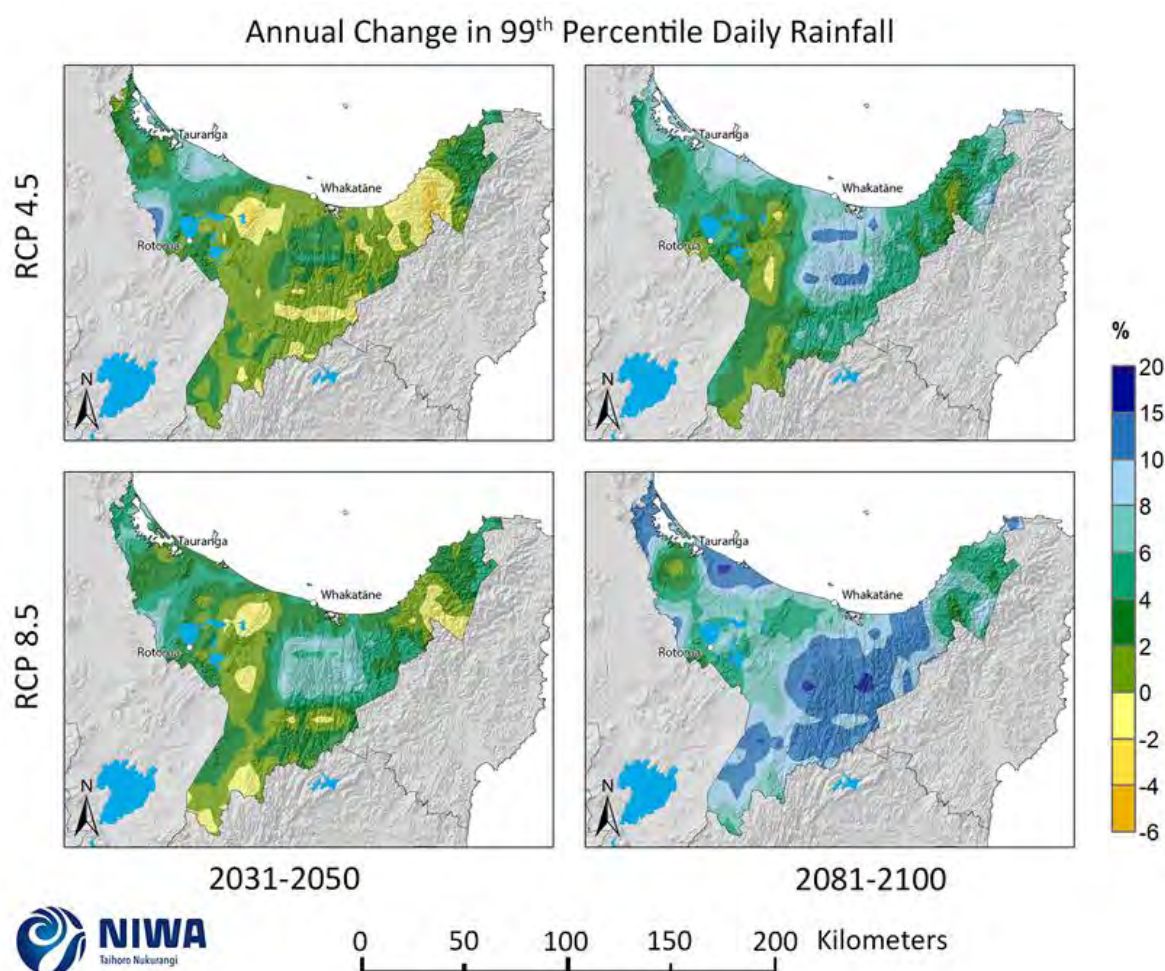 Annual Change in 99th Percentile Daily Rainfall
RCP 4.5
Tauranga
Whakatāne
Rotorua
N
Tauranga
Whakatāne
Rotorua
N
%
20
15
10
8
6
4
2
0
-2
-4
-6
RCP 8.5
Tauranga
Whakatāne
Rotorua
N
Tauranga
Whakatāne
Rotorua
N
2031-2050
2081-2100
NIWA
Taihoro Nukurangi
0 50 100 150 200 Kilometers